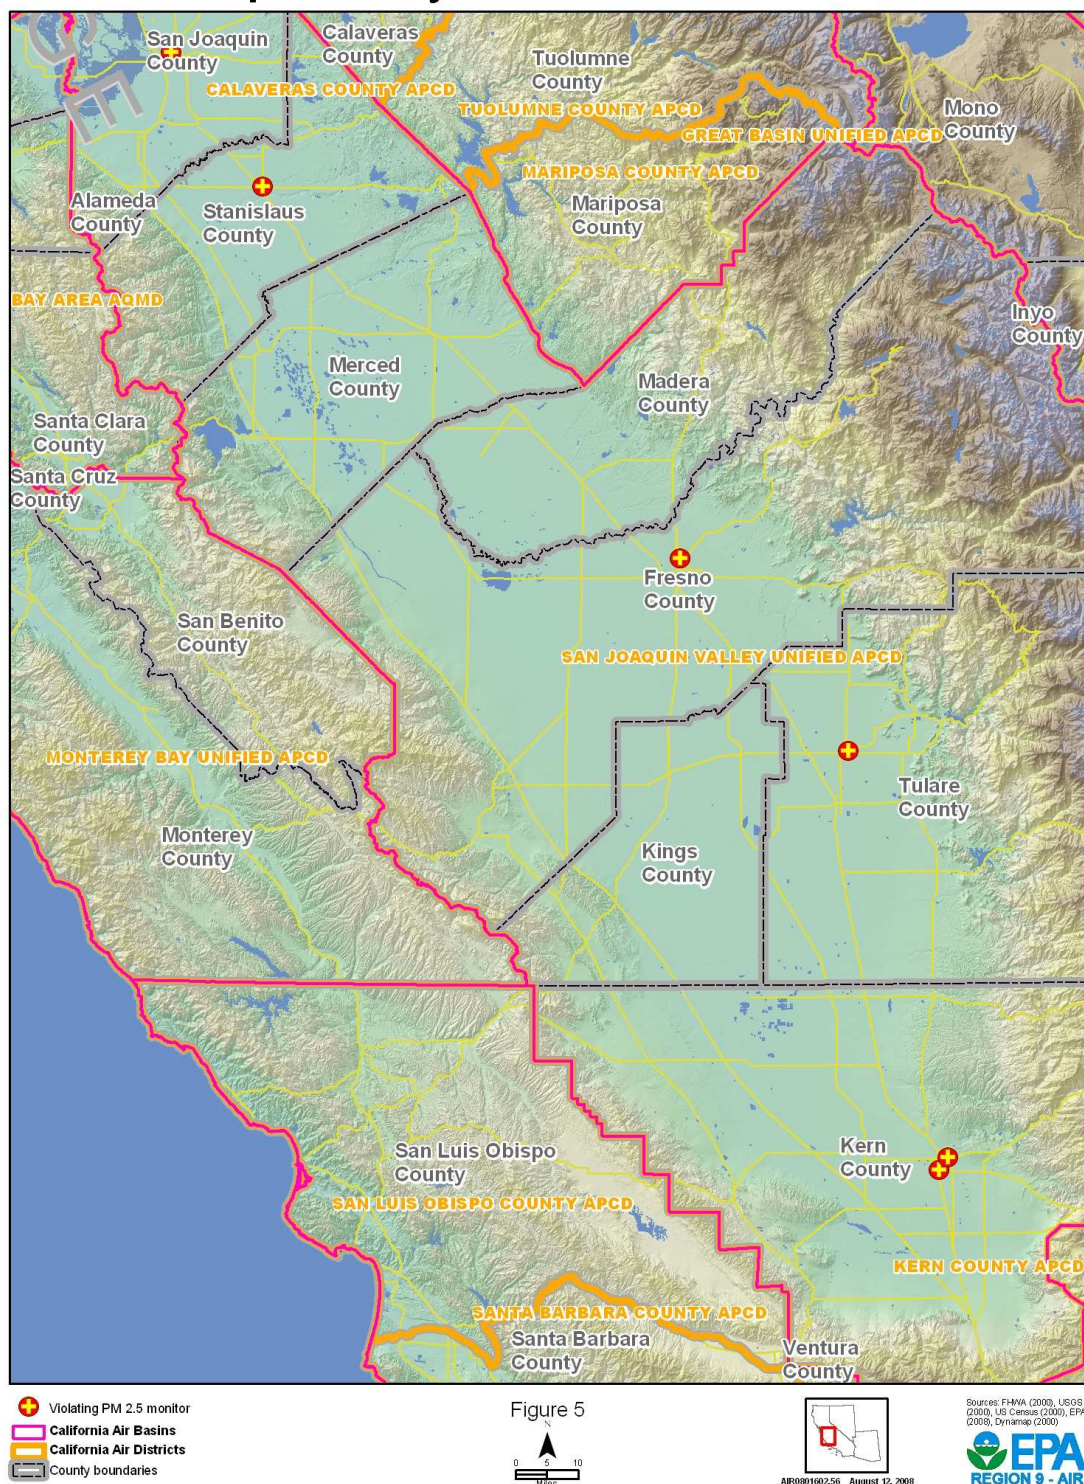 San Joaquin
County
Calaveras
County
CALAVERAS COUNTY APCD
Tuolumne
County
TUOLUMNE COUNTY APCD
GREAT BASIN UNIFIED APCD
Mono
County
MARIPOSA COUNTY APCD
Mariposa
County
Alameda
County
Stanislaus
County
BAY AREA AQMD
Inyo
County
Merced
County
Madera
County
Santa Clara
County
Santa Cruz
County
Fresno
County
San Benito
County
SAN JOAQUIN VALLEY UNIFIED APCD
MONTEREY BAY UNIFIED APCD
Tulare
County
Monterey
County
Kings
County
Kern
County
San Luis Obispo
County
SAN LUIS OBISPO COUNTY APCD
KERN COUNTY APCD
SANTA BARBARA COUNTY APCD
Santa Barbara
County
Ventura
County
Violating PM 2.5 monitor
California Air Basins
California Air Districts
County boundaries
Figure 5
N
0 5 10
Miles
AIR0801602.56 August 12, 2008
Sources: FHWA (2000), USGS
(2000), US Census (2000), EPA
(2008), Dynamap (2000)
EPA
REGION 9 - AIR